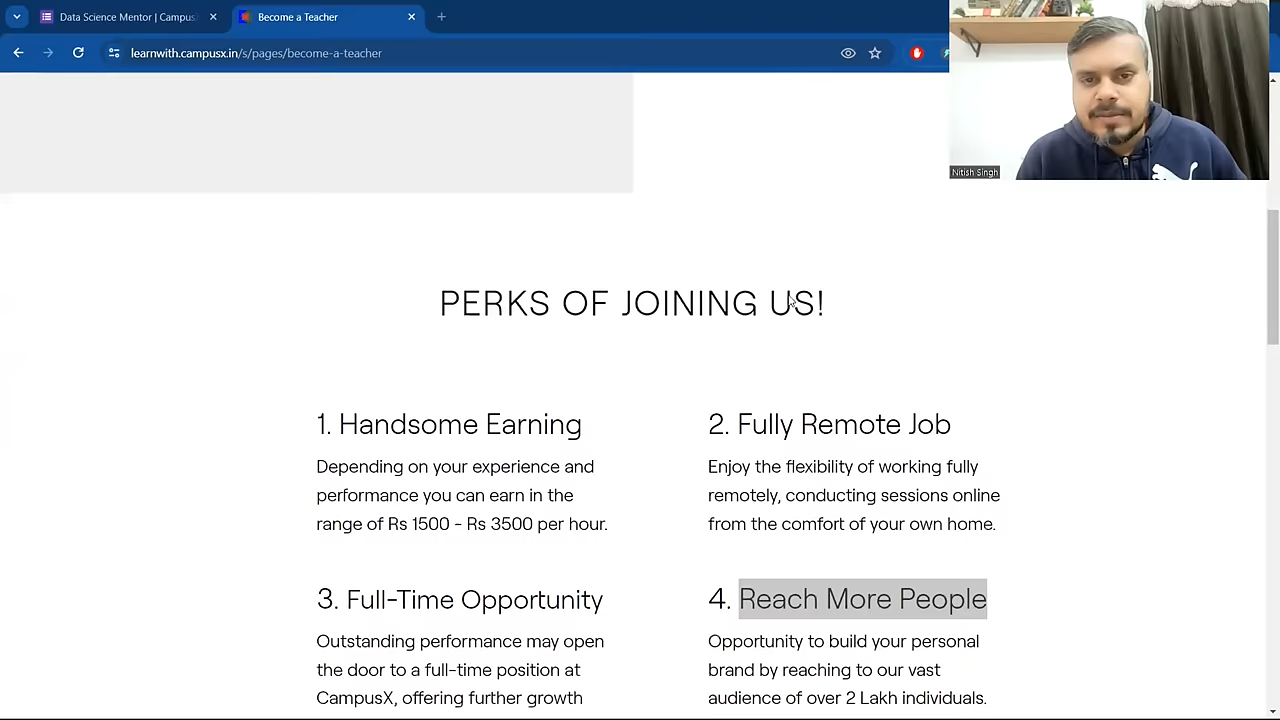 Data Science Mentor | Campus
Become a Teacher
learnwith.campusx.in/s/pages/become-a-teacher
Nitish Singh
PERKS OF JOINING US!
1. Handsome Earning
Depending on your experience and
performance you can earn in the
range of Rs 1500 - Rs 3500 per hour.
2. Fully Remote Job
Enjoy the flexibility of working fully
remotely, conducting sessions online
from the comfort of your own home.
3. Full-Time Opportunity
Outstanding performance may open
the door to a full-time position at
CampusX, offering further growth
4. Reach More People
Opportunity to build your personal
brand by reaching to our vast
audience of over 2 Lakh individuals.